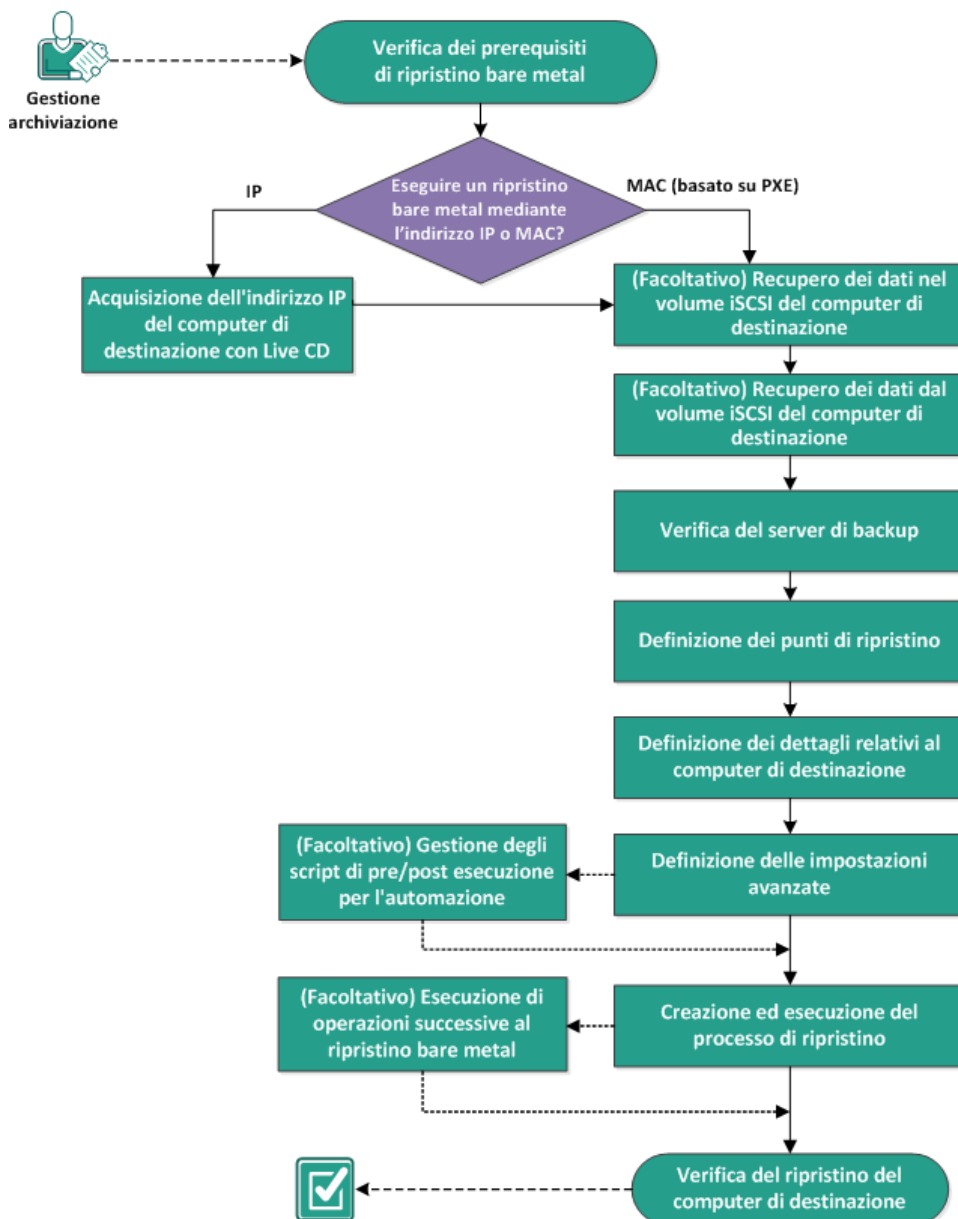 Gestione
archiviazione
Verifica dei prerequisiti
di ripristino bare metal
Eseguire un ripristino
bare metal mediante
l’indirizzo IP o MAC?
IP
MAC (basato su PXE)
Acquisizione dell'indirizzo IP
del computer di
destinazione con Live CD
(Facoltativo) Recupero dei dati nel
volume iSCSI del computer di
destinazione
(Facoltativo) Recupero dei dati dal
volume iSCSI del computer di
destinazione
Verifica del server di backup
Definizione dei punti di ripristino
Definizione dei dettagli relativi al
computer di destinazione
Definizione delle impostazioni
avanzate
(Facoltativo) Gestione degli
script di pre/post esecuzione
per l'automazione
Creazione ed esecuzione del
processo di ripristino
(Facoltativo) Esecuzione di
operazioni successive al
ripristino bare metal
Verifica del ripristino del
computer di destinazione